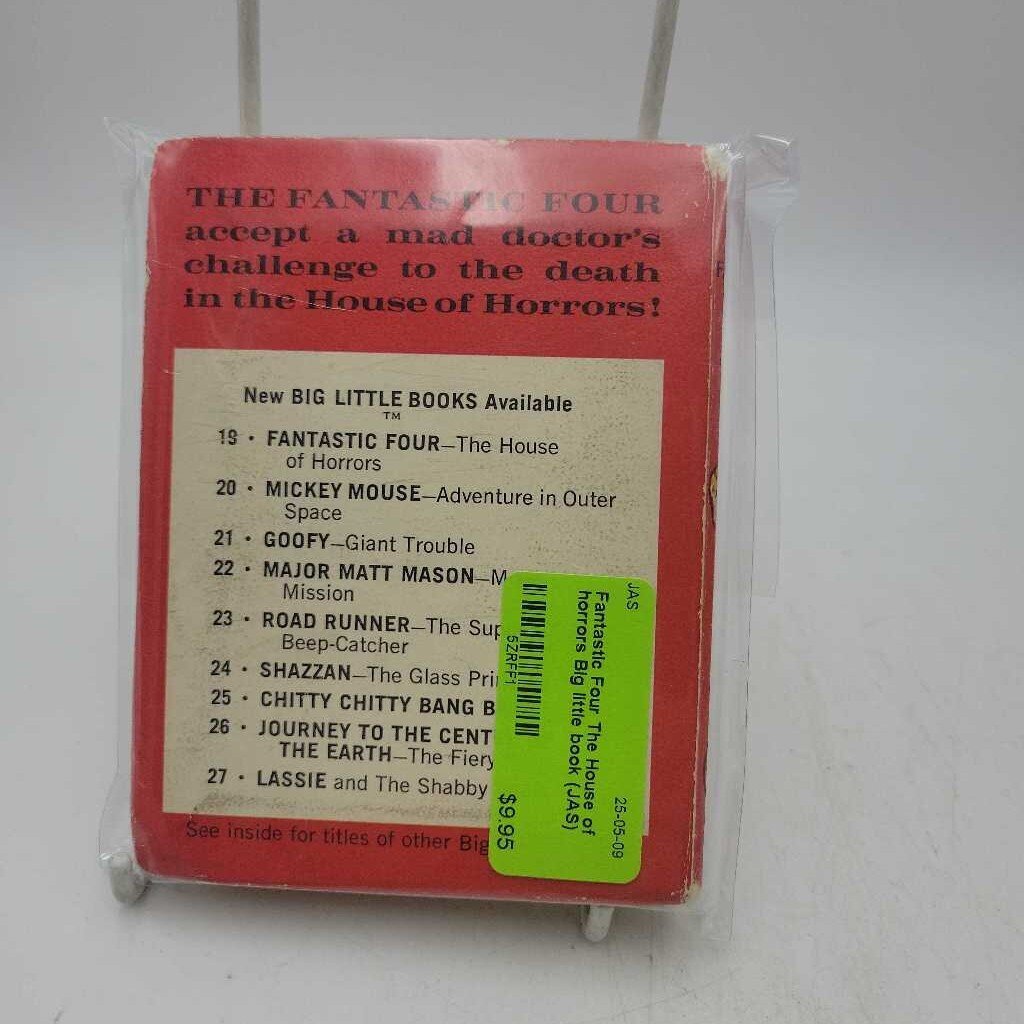 THE FANTASTIC FOUR
accept a mad doctor's
challenge to the death
in the House of Horrors!
New BIG LITTLE BOOKS Available
TM
19 • FANTASTIC FOUR—The House
of Horrors
20 • MICKEY MOUSE—Adventure in Outer
Space
21 • GOOFY—Giant Trouble
22 • MAJOR MATT MASON—M
Mission
23 • ROAD RUNNER—The Sup
Beep-Catcher
24 • SHAZZAN—The Glass Pri
25 • CHITTY CHITTY BANG B
26 • JOURNEY TO THE CENT
THE EARTH—The Fiery
27 • LASSIE and The Shabby
See inside for titles of other Big
JAS
25-05-09
Fantastic Four The House of
horrors Big little book (JAS)
5ZRFF1
$9.95